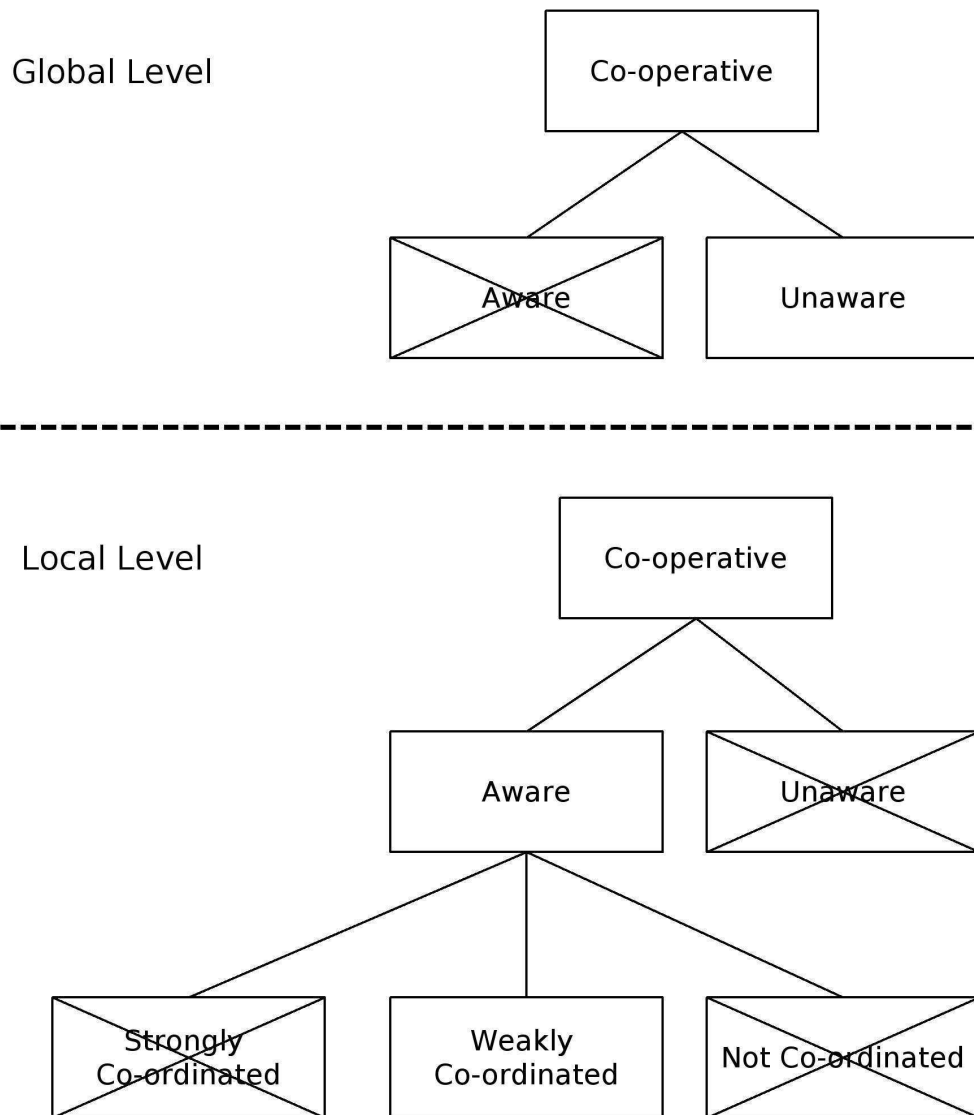 Global Level
Co-operative
Aware
Unaware
Local Level
Co-operative
Aware
Unaware
Strongly
Co-ordinated
Weakly
Co-ordinated
Not Co-ordinated